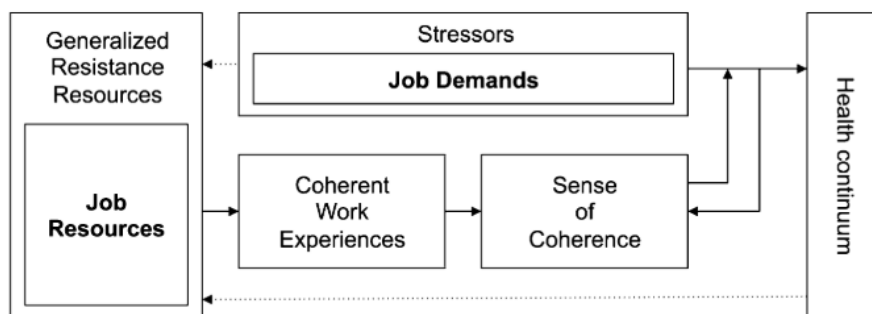 Generalized
Resistance
Resources
Job
Resources
Stressors
Job Demands
Coherent
Work
Experiences
Sense
of
Coherence
Health continuum